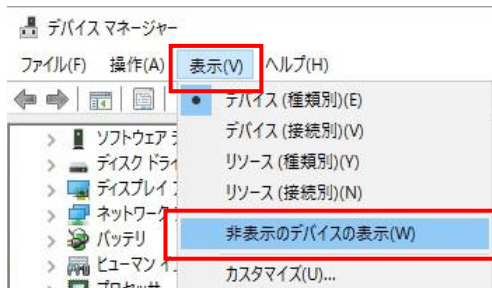 デバイス マネージャー
ファイル(F) 操作(A) 表示(V) ヘルプ(H)
デバイス (種類別)(E)
デバイス (接続別)(V)
リソース (種類別)(Y)
リソース (接続別)(N)
非表示のデバイスの表示(W)
カスタマイズ(U)...
ソフトウェア
ディスク
ディスプレイ
ネットワーク
バッテリ
ヒューマン
プロセッサ